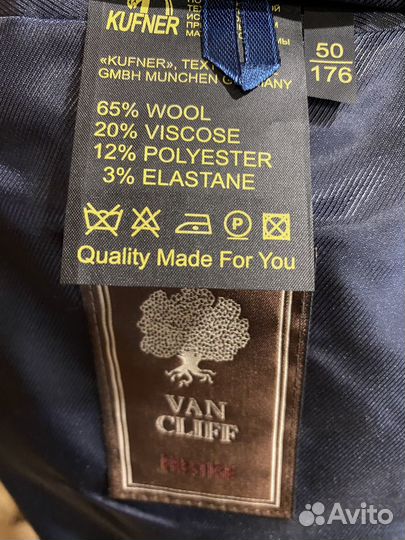 KUFNER
50
176
«KUFNER», TEXT
GMBH MUNCHEN GERMANY
65% WOOL
20% VISCOSE
12% POLYESTER
3% ELASTANE
P
Quality Made For You
VAN
CLIFF
Avito